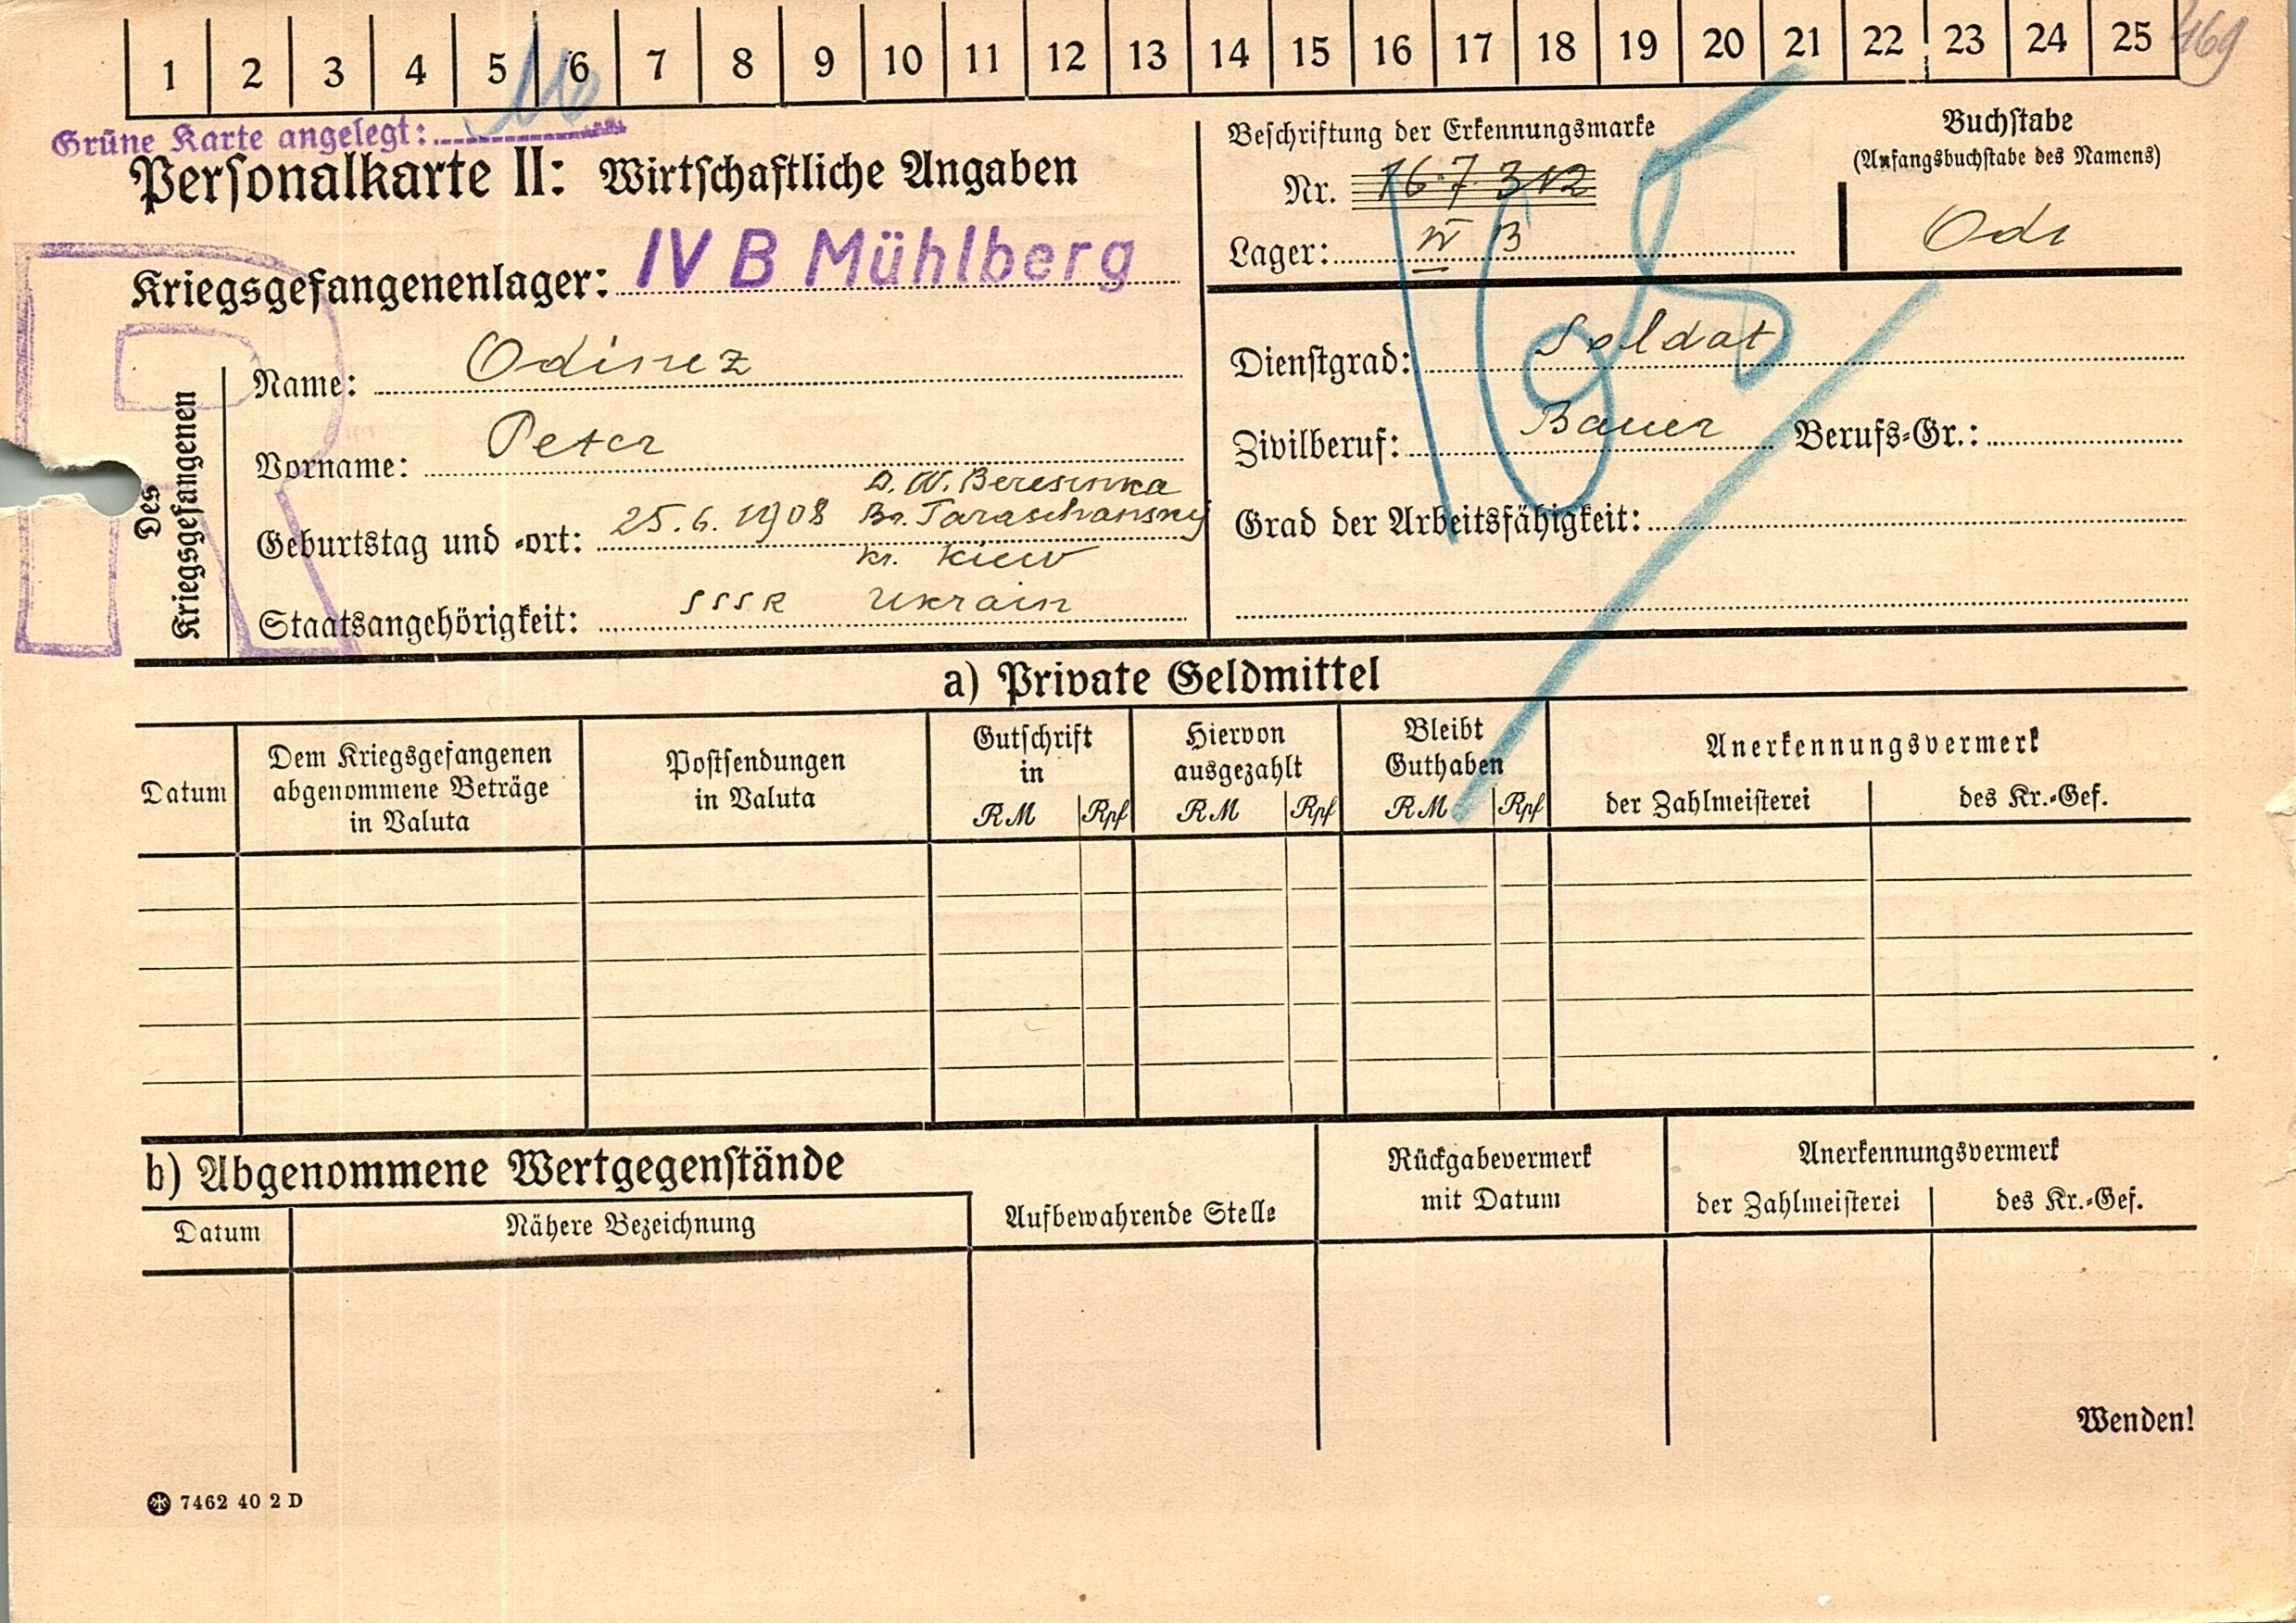 1 2 3 4 5 6 7 8 9 10 11 12 13 14 15 16 17 18 19 20 21 22 23 24 25
469
Grüne Karte angelegt:
Personalkarte II: Wirtschaftliche Angaben
Kriegsgefangenenlager: IV B Mühlberg
Beschriftung der Erkennungsmarke
Nr. 167312
Lager: IV B
Buchstabe
(Anfangsbuchstabe des Namens)
Odi
R
Des Kriegsgefangenen
Name: Odinez
Vorname: Peter
Geburtstag und -ort: 25.6.1908
D. W. Beresinka
Br. Taraschansky
Kr. Kiew
Staatsangehörigkeit: SSSR Ukrain
Dienstgrad: Soldat
Zivilberuf: Bauer Berufs-Gr.:
Grad der Arbeitsfähigkeit:
a) Private Geldmittel
Datum
Dem Kriegsgefangenen
abgenommene Beträge
in Valuta
Postsendungen
in Valuta
Gutschrift
in
RM Rpf
Hiervon
ausgezahlt
RM Rpf
Bleibt
Guthaben
RM Rpf
Anerkennungsvermerk
der Zahlmeisterei des Kr.-Gef.
b) Abgenommene Wertgegenstände
Datum Nähere Bezeichnung
Aufbewahrende Stelle
Rückgabevermerk
mit Datum
Anerkennungsvermerk
der Zahlmeisterei des Kr.-Gef.
Wenden!
7462 40 2 D